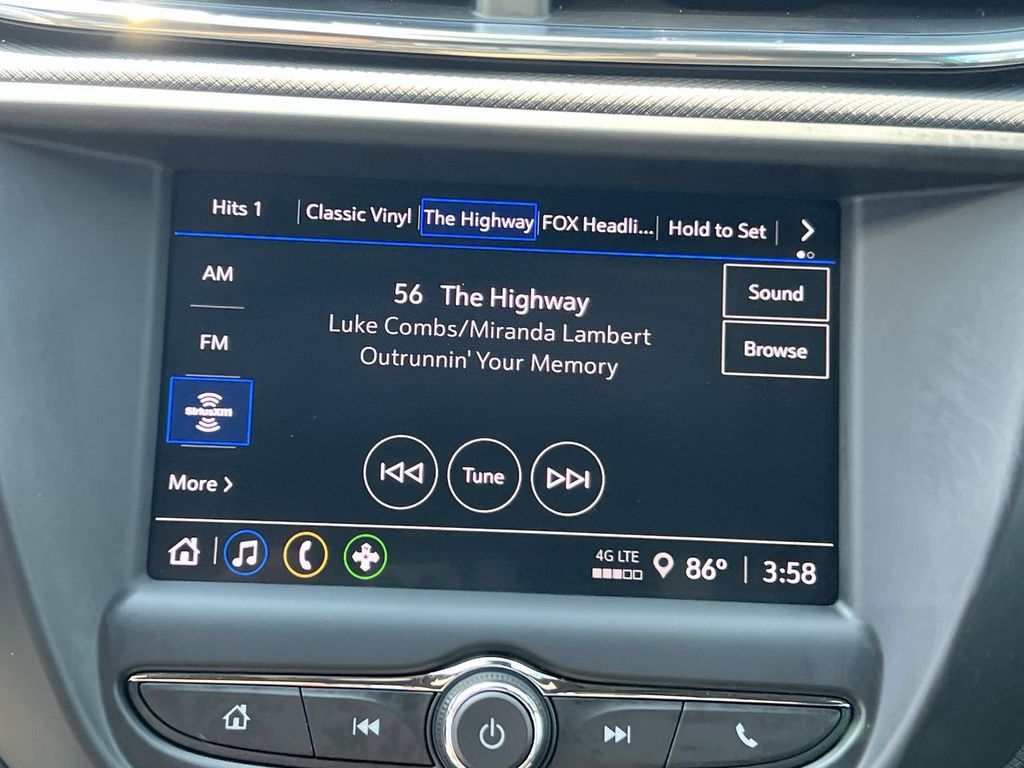 Hits 1 Classic Vinyl The Highway FOX Headli... Hold to Set
AM
56 The Highway
Sound
Luke Combs/Miranda Lambert
FM
Outrunnin' Your Memory
Browse
SiriusXM
More
Tune
4G LTE
86° 3:58